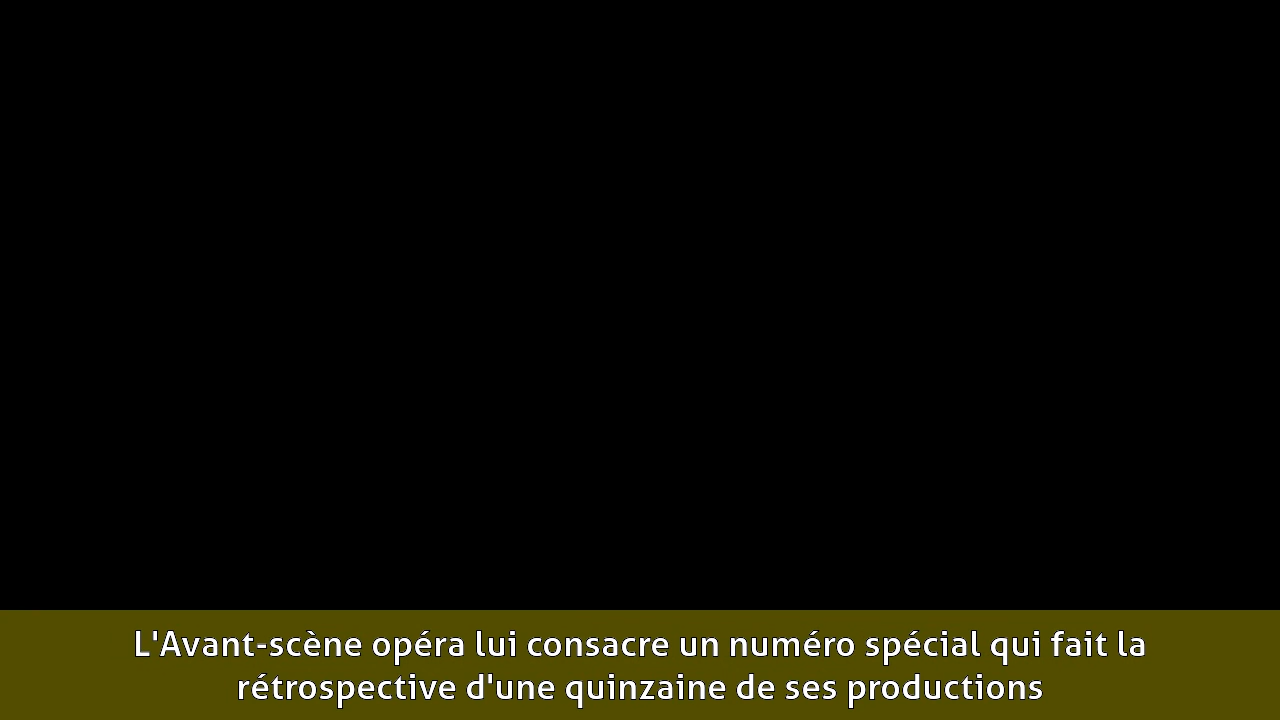 L'Avant-scène opéra lui consacre un numéro spécial qui fait la
rétrospective d'une quinzaine de ses productions